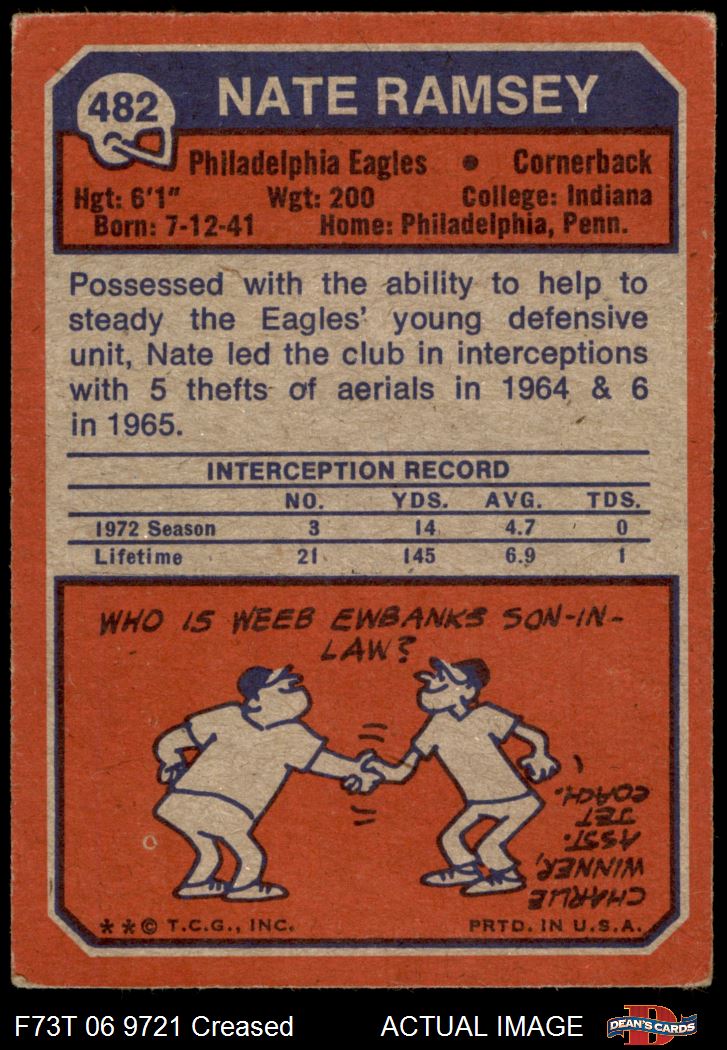 482
NATE RAMSEY
Philadelphia Eagles • Cornerback
Hgt: 6'1" Wgt: 200 College: Indiana
Born: 7-12-41 Home: Philadelphia, Penn.
Possessed with the ability to help to
steady the Eagles' young defensive
unit, Nate led the club in interceptions
with 5 thefts of aerials in 1964 & 6
in 1965.
INTERCEPTION RECORD
NO. YDS. AVG. TDS.
1972 Season 3 14 4.7 0
Lifetime 21 145 6.9 1
WHO IS WEEB EWBANKS SON-IN-
LAW?
CHARLIE
WINNER,
ASST.
JET
COACH.
**© T.C.G., INC. PRTD. IN U.S.A.
F73T 06 9721 Creased ACTUAL IMAGE
DEAN'S CARDS